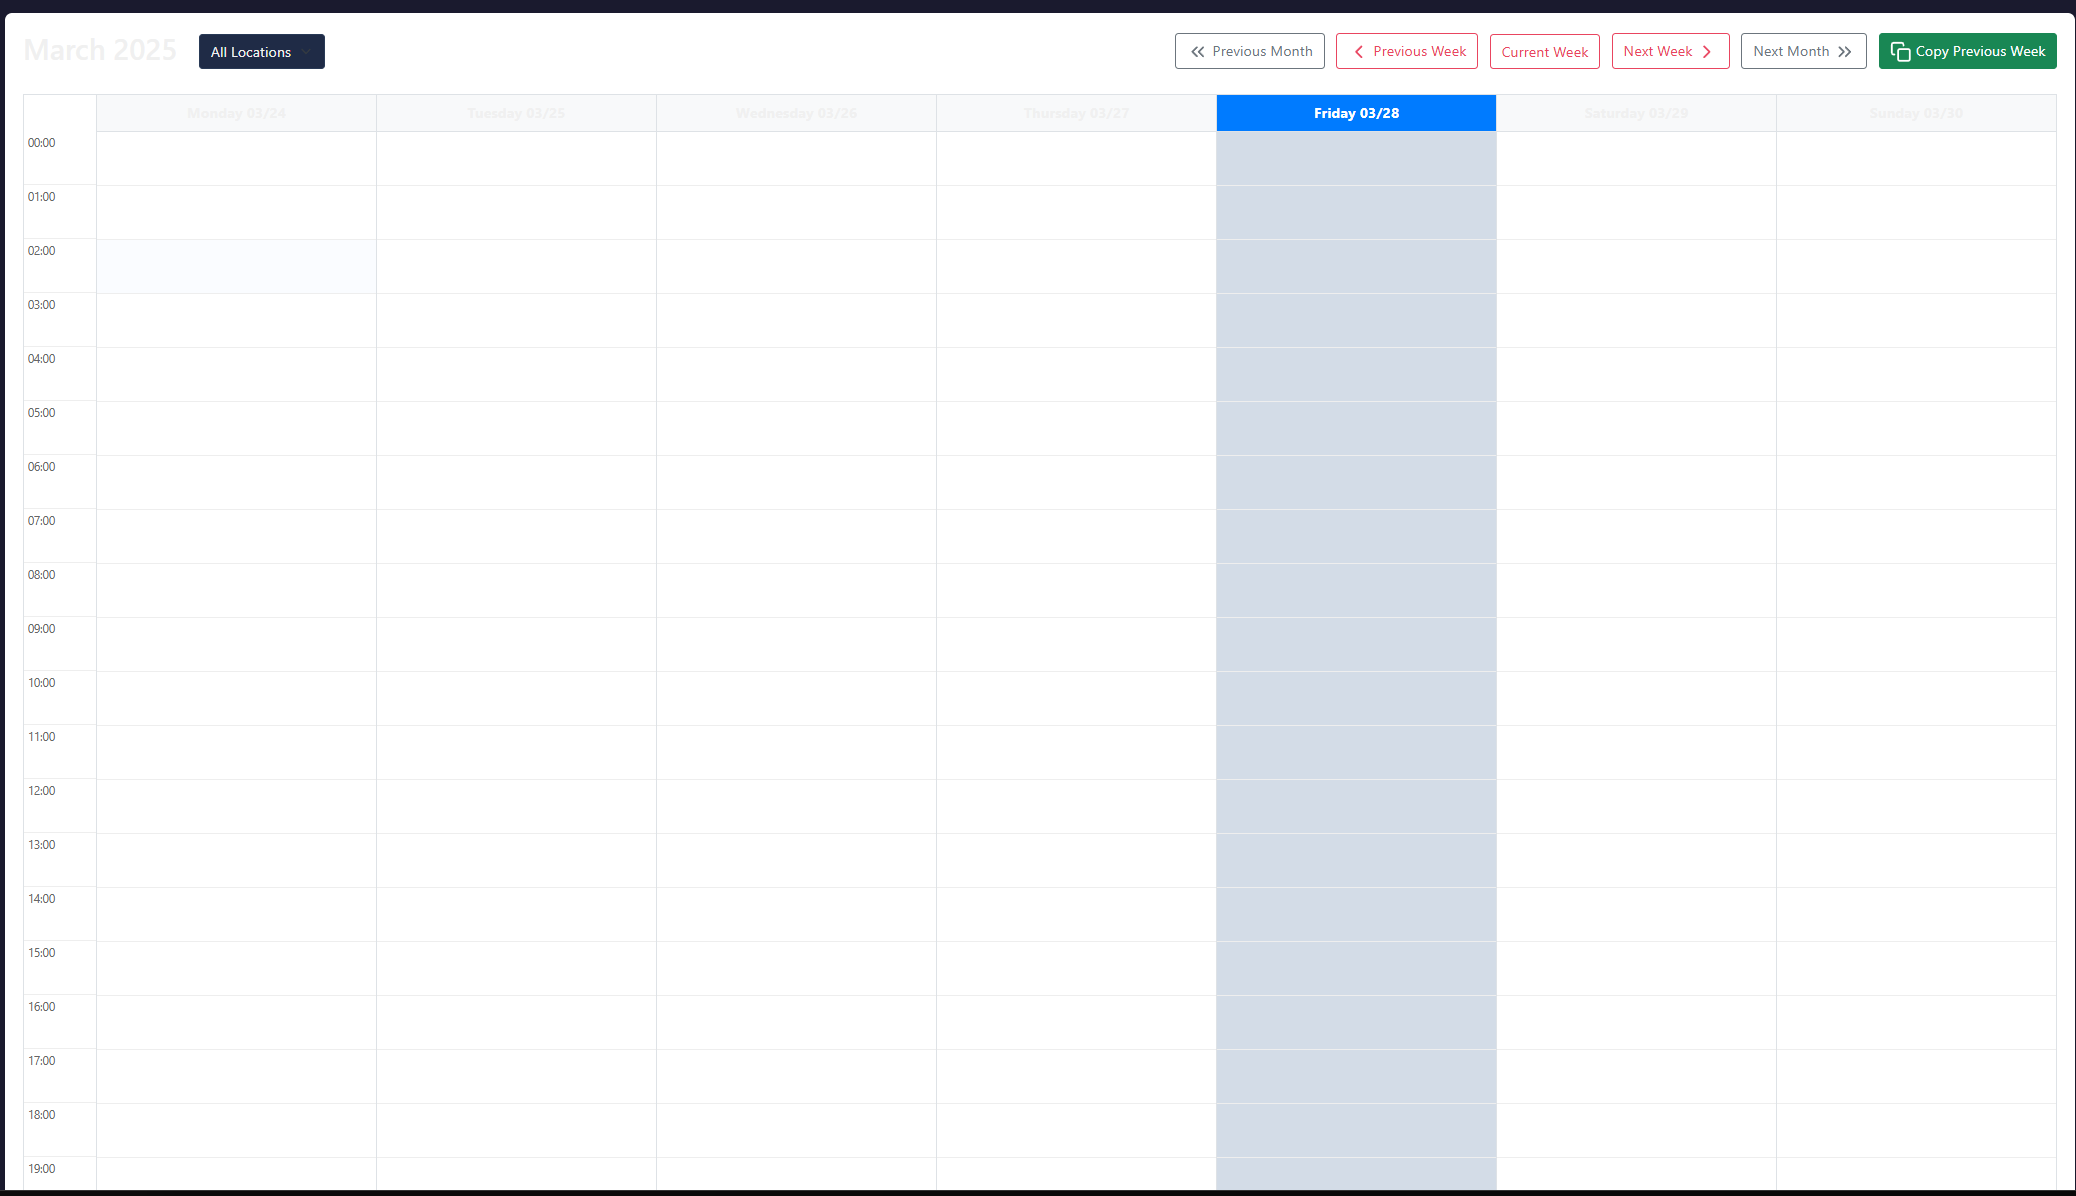 March 2025
All Locations
Previous Month
Previous Week
Current Week
Next Week
Next Month
Copy Previous Week
Monday 03/24
Tuesday 03/25
Wednesday 03/26
Thursday 03/27
Friday 03/28
Saturday 03/29
Sunday 03/30
00:00
01:00
02:00
03:00
04:00
05:00
06:00
07:00
08:00
09:00
10:00
11:00
12:00
13:00
14:00
15:00
16:00
17:00
18:00
19:00